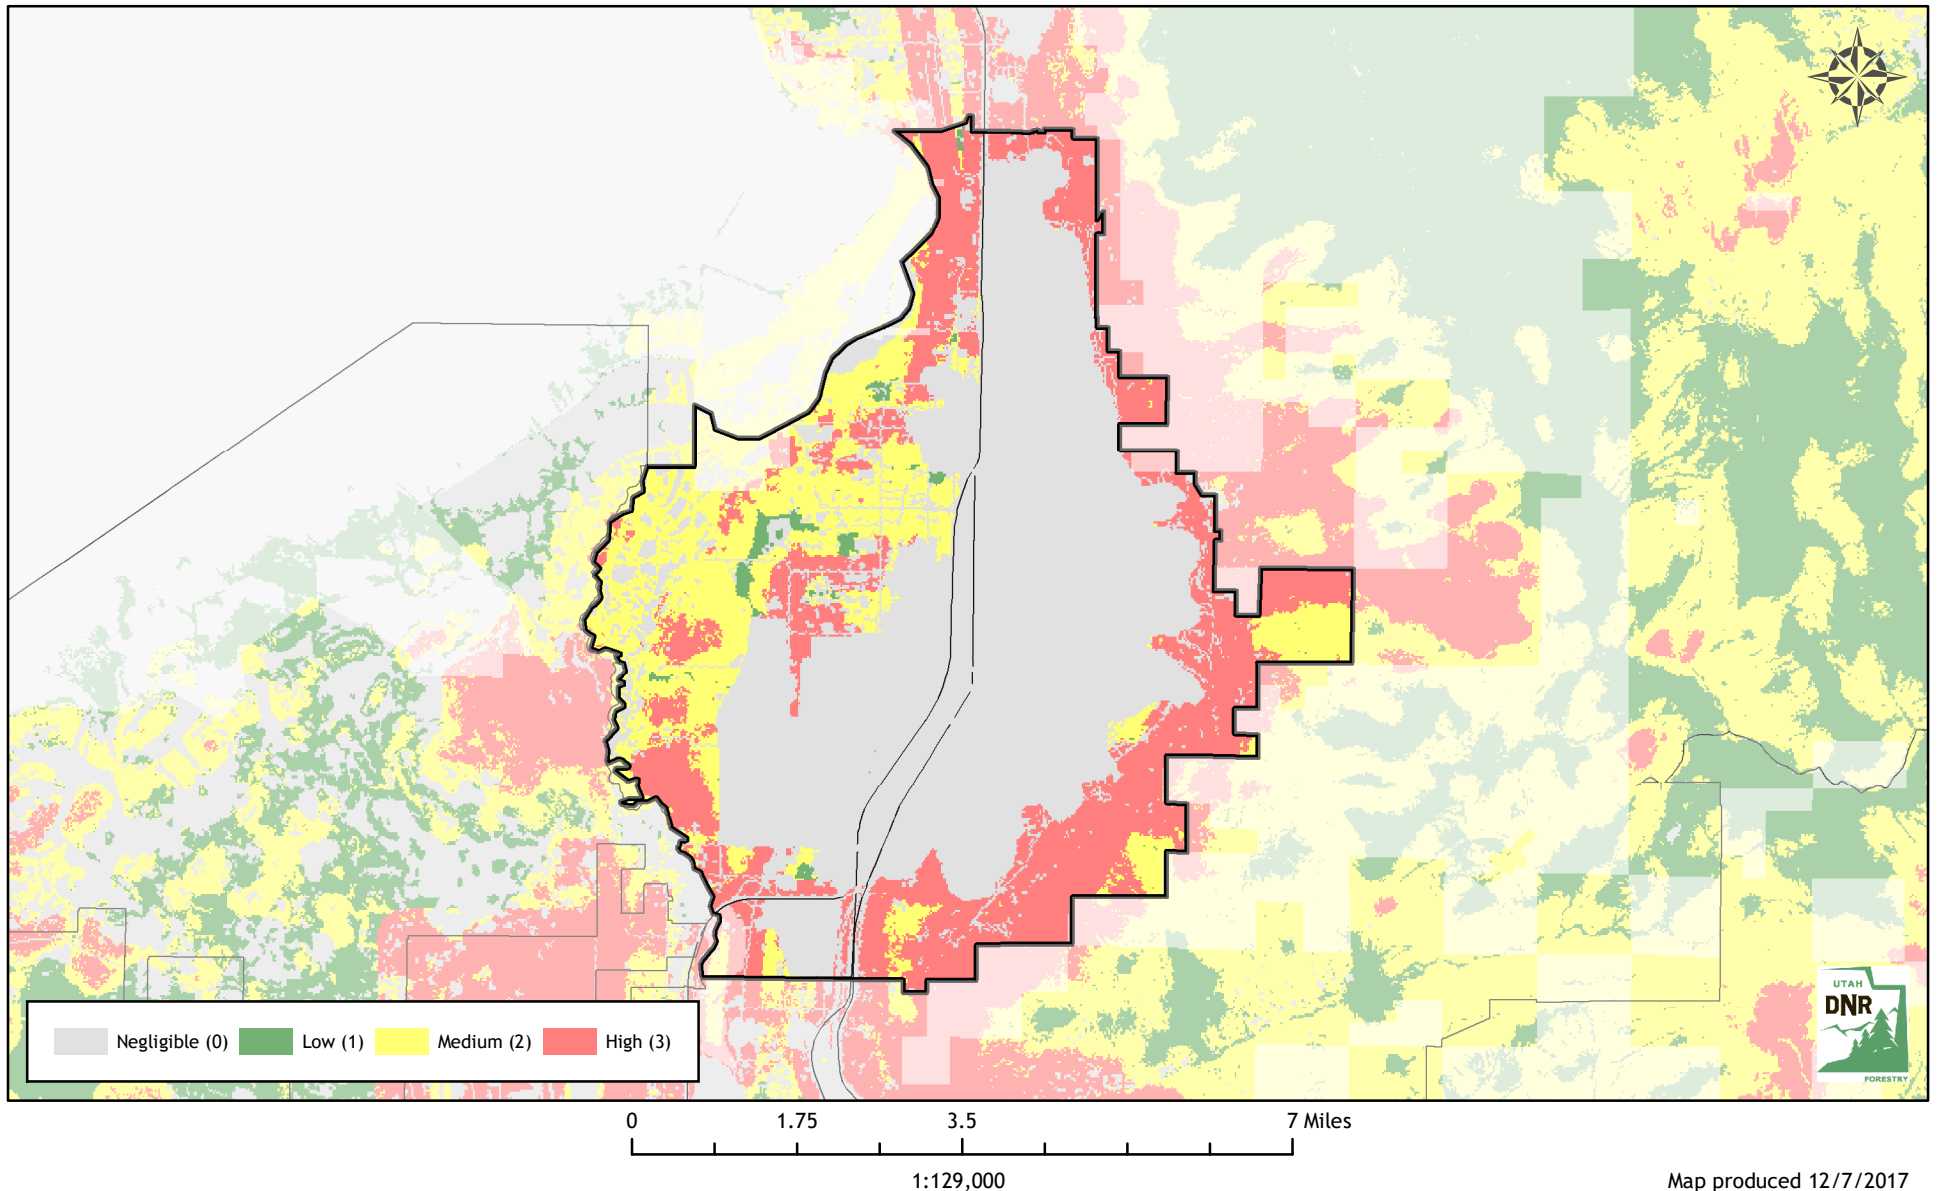 UTAH
DNR
FORESTRY
Negligible (0) Low (1) Medium (2) High (3)
0 1.75 3.5 7 Miles
1:129,000
Map produced 12/7/2017